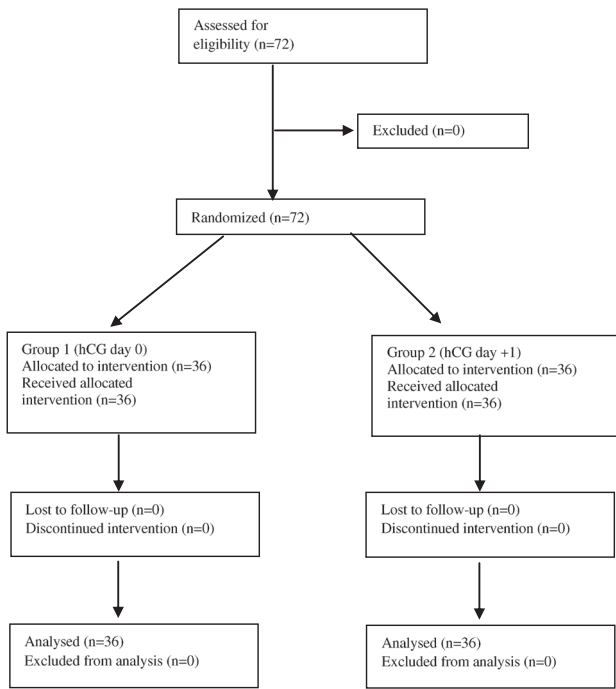 Assessed for
eligibility (n=72)
Excluded (n=0)
Randomized (n=72)
Group 1 (hCG day 0)
Allocated to intervention (n=36)
Received allocated
intervention (n=36)
Group 2 (hCG day +1)
Allocated to intervention (n=36)
Received allocated
intervention (n=36)
Lost to follow-up (n=0)
Discontinued intervention (n=0)
Lost to follow-up (n=0)
Discontinued intervention (n=0)
Analysed (n=36)
Excluded from analysis (n=0)
Analysed (n=36)
Excluded from analysis (n=0)